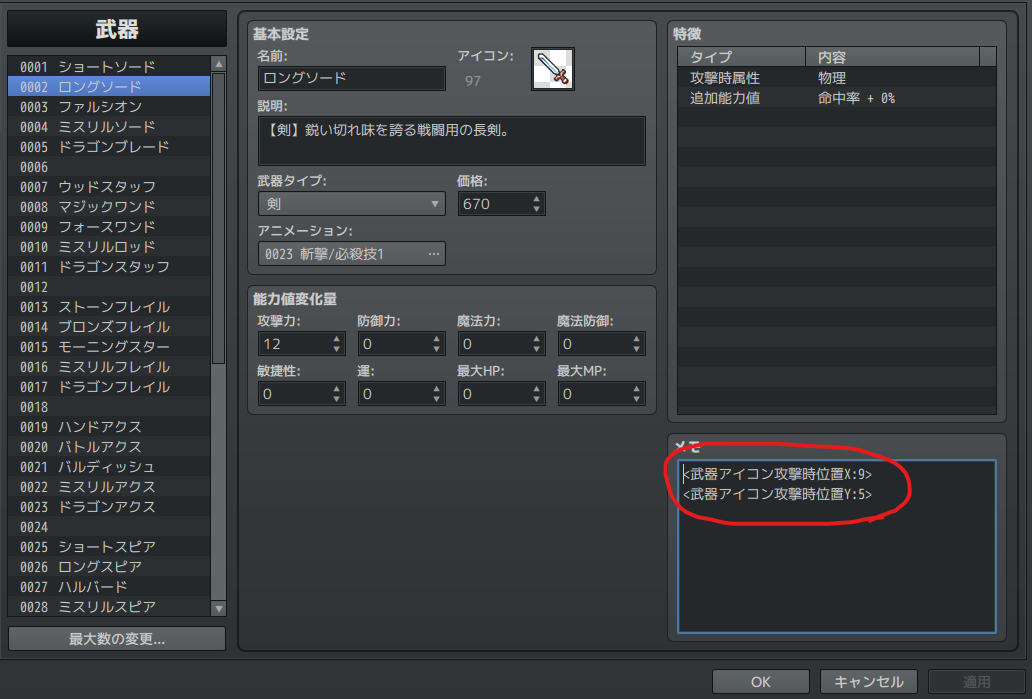 武器
0001 ショートソード
0002 ロングソード
0003 ファルシオン
0004 ミスリルソード
0005 ドラゴンブレード
0006
0007 ウッドスタッフ
0008 マジックワンド
0009 フォースワンド
0010 ミスリルロッド
0011 ドラゴンスタッフ
0012
0013 ストーンフレイル
0014 ブロンズフレイル
0015 モーニングスター
0016 ミスリルフレイル
0017 ドラゴンフレイル
0018
0019 ハンドアクス
0020 バトルアクス
0021 バルディッシュ
0022 ミスリルアクス
0023 ドラゴンアクス
0024
0025 ショートスピア
0026 ロングスピア
0027 ハルバード
0028 ミスリルスピア
最大数の変更...
基本設定
名前: アイコン:
ロングソード 97
説明:
【剣】鋭い切れ味を誇る戦闘用の長剣。
武器タイプ: 価格:
剣 670
アニメーション:
0023 斬撃/必殺技1 ...
能力値変化量
攻撃力: 防御力: 魔法力: 魔法防御:
12 0 0 0
敏捷性: 運: 最大HP: 最大MP:
0 0 0 0
特徴
タイプ 内容
攻撃時属性 物理
追加能力値 命中率 + 0%
メモ
<武器アイコン攻撃時位置X:9>
<武器アイコン攻撃時位置Y:5>
OK キャンセル 適用